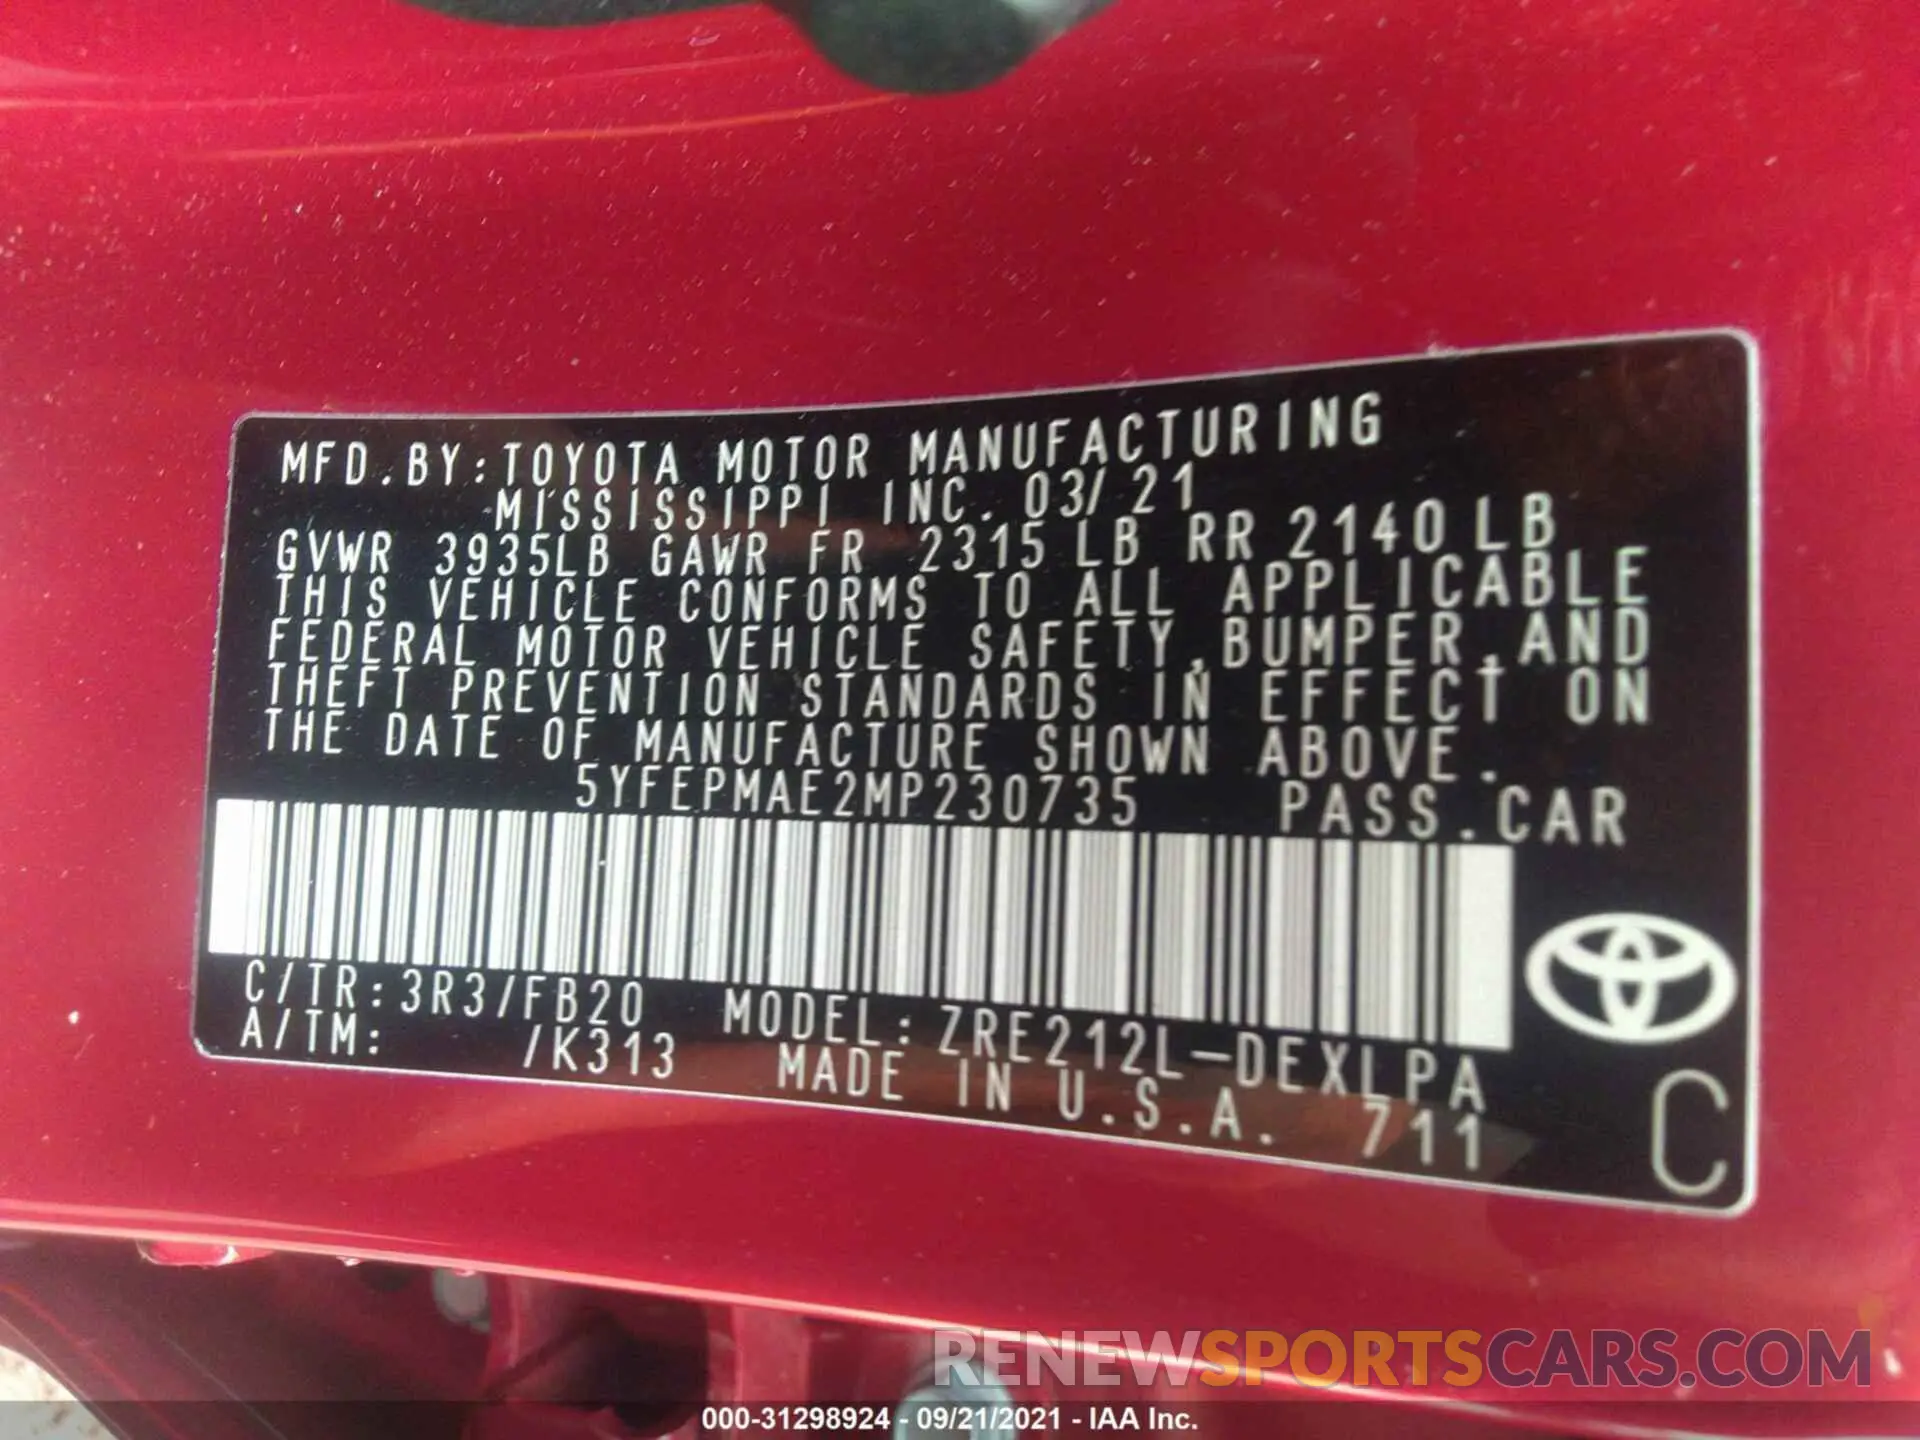 MFD.BY:TOYOTA MOTOR MANUFACTURING
MISSISSIPPI INC. 03/21
GVWR 3935LB GAWR FR 2315LB RR 2140LB
THIS VEHICLE CONFORMS TO ALL APPLICABLE
FEDERAL MOTOR VEHICLE SAFETY,BUMPER,AND
THEFT PREVENTION STANDARDS IN EFFECT ON
THE DATE OF MANUFACTURE SHOWN ABOVE.
5YFEPMAE2MP230735 PASS.CAR
C/TR:3R3/FB20 MODEL:ZRE212L-DEXLPA
A/TM: /K313 MADE IN U.S.A. 711
C
RENEWSPORTSCARS.COM
000-31298924 - 09/21/2021 - IAA Inc.